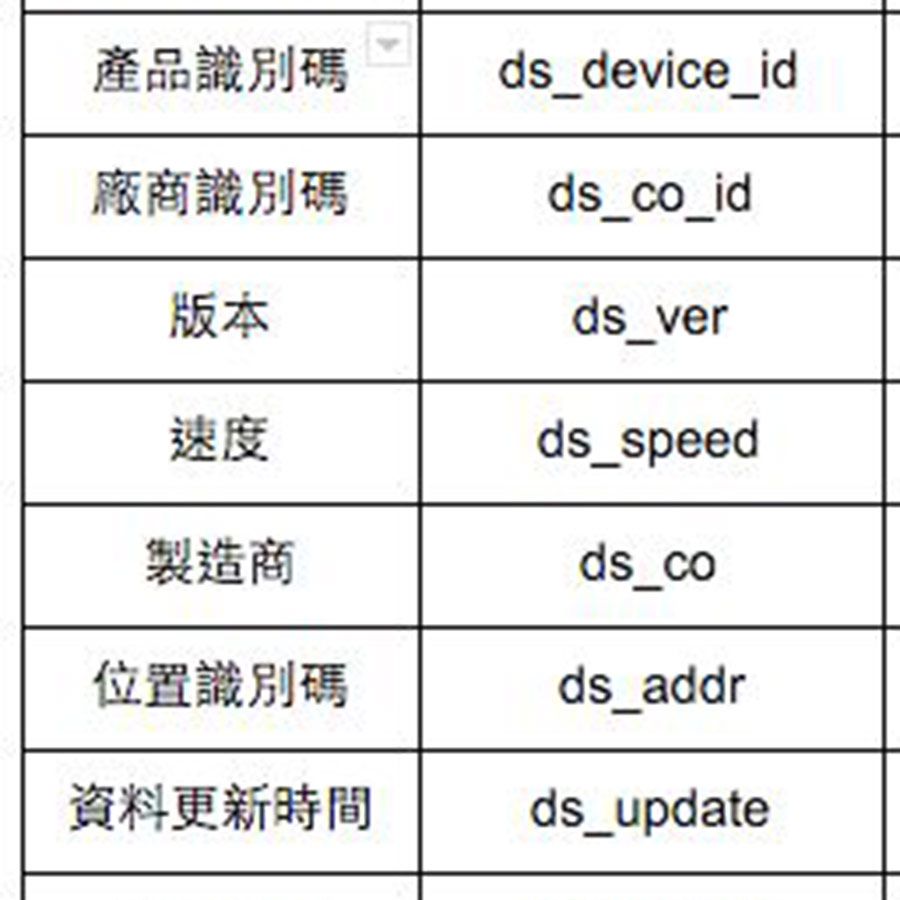 產品識別碼 ds_device_id
廠商識別碼 ds_co_id
版本 ds_ver
速度 ds_speed
製造商 ds_co
位置識別碼 ds_addr
資料更新時間 ds_update